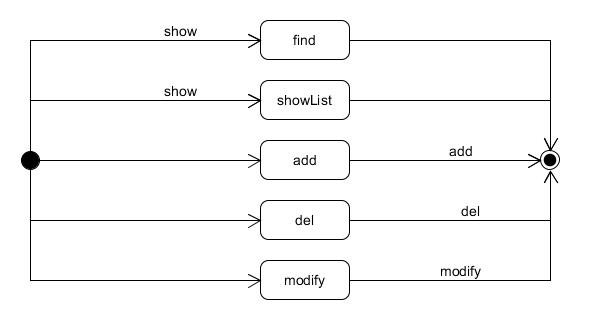 show
find
show
showList
add
add
del
del
modify
modify